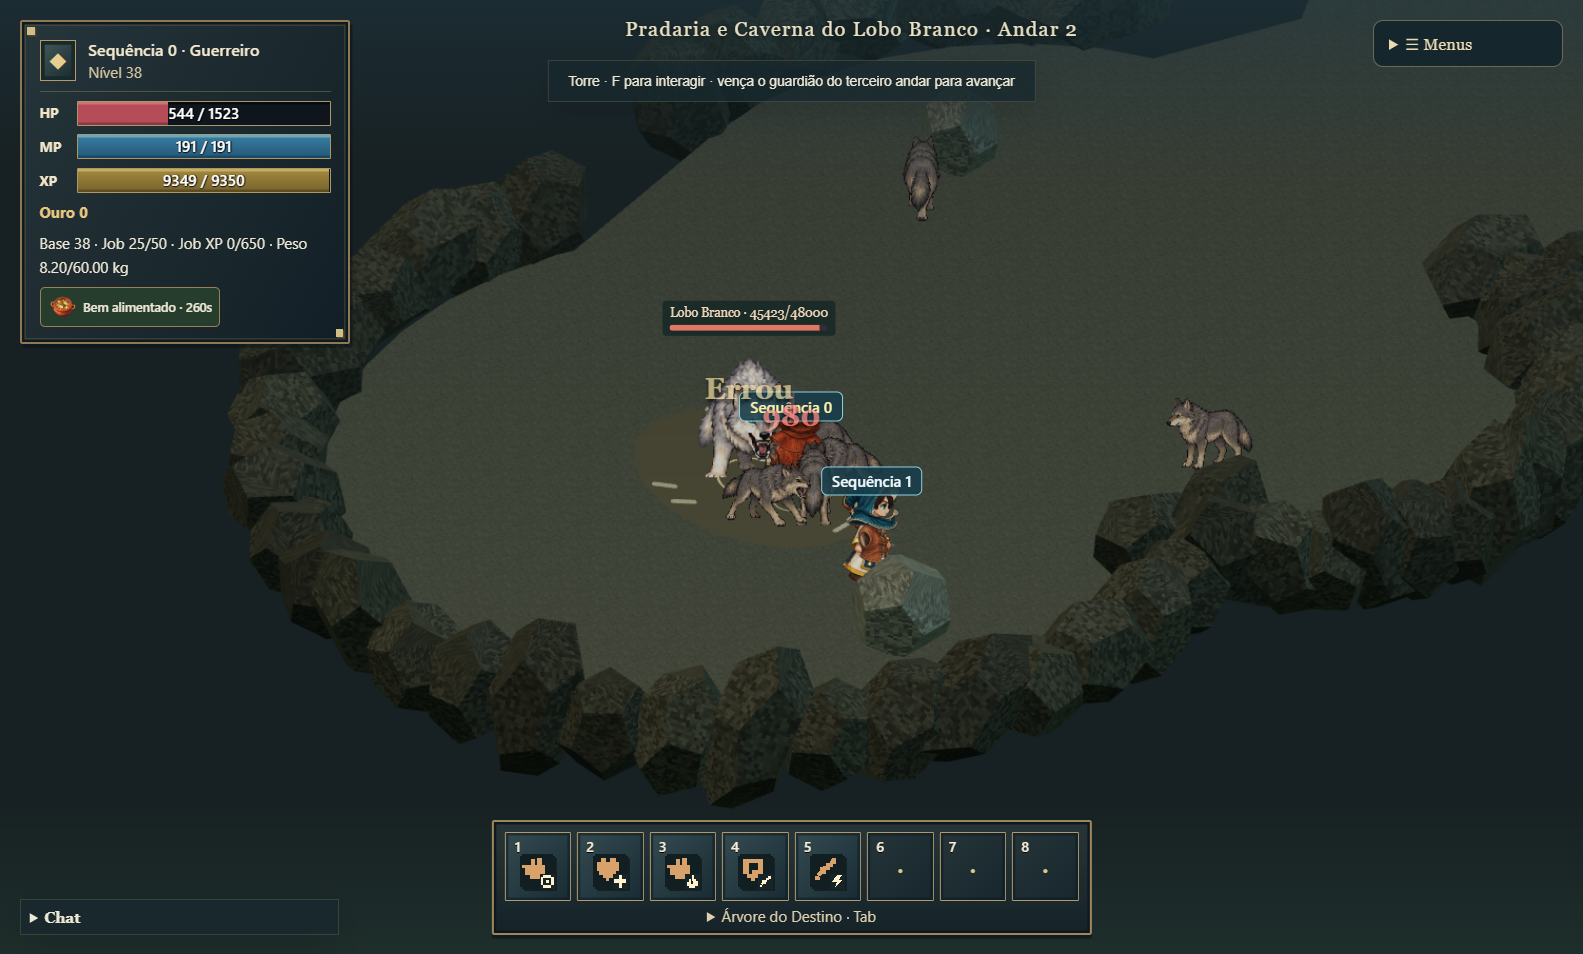 Pradaria e Caverna do Lobo Branco · Andar 2
Torre · F para interagir · vença o guardião do terceiro andar para avançar
☰ Menus
Sequência 0 · Guerreiro
Nível 38
HP 544 / 1523
MP 191 / 191
XP 9349 / 9350
Ouro 0
Base 38 · Job 25/50 · Job XP 0/650 · Peso
8.20/60.00 kg
Bem alimentado · 260s
Lobo Branco · 45423/48000
Errou
Sequência 0
980
Sequência 1
1 2 3 4 5 6 7 8
Árvore do Destino · Tab
Chat